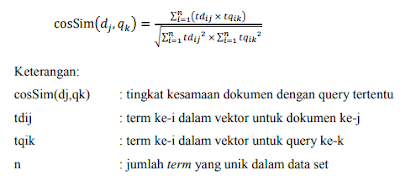 cosSim(dⱼ, qₖ) = Σⁿᵢ₌₁(tdᵢⱼ × tqᵢₖ) / √(Σⁿᵢ₌₁ tdᵢⱼ² × Σⁿᵢ₌₁ tqᵢₖ²)
Keterangan:
cosSim(dj,qk) : tingkat kesamaan dokumen dengan query tertentu
tdij : term ke-i dalam vektor untuk dokumen ke-j
tqik : term ke-i dalam vektor untuk query ke-k
n : jumlah term yang unik dalam data set